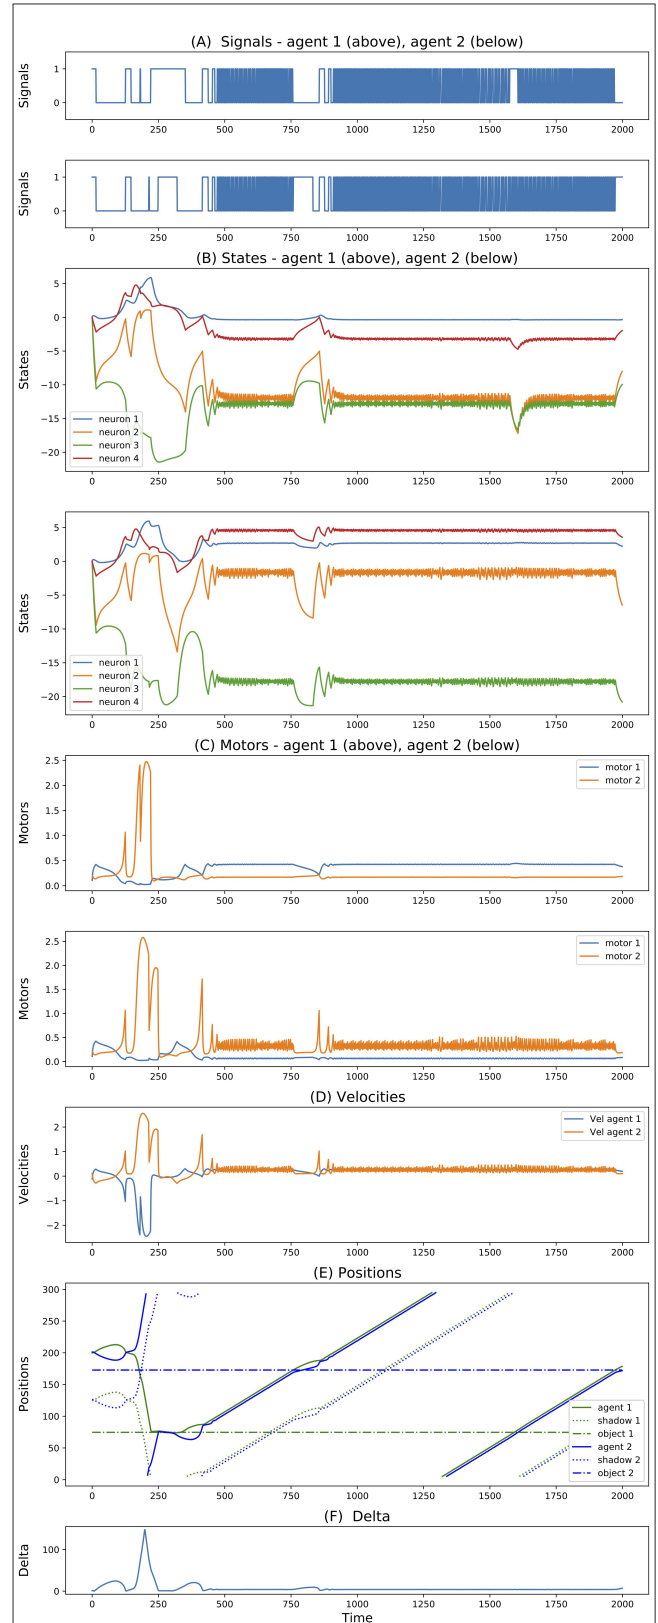 (A)  Signals - agent 1 (above), agent 2 (below)
Signals
1
0
0 250 500 750 1000 1250 1500 1750 2000
Signals
1
0
0 250 500 750 1000 1250 1500 1750 2000
(B) States - agent 1 (above), agent 2 (below)
States
5
0
−5
−10
−15
−20
neuron 1
neuron 2
neuron 3
neuron 4
0 250 500 750 1000 1250 1500 1750 2000
States
5
0
−5
−10
−15
−20
neuron 1
neuron 2
neuron 3
neuron 4
0 250 500 750 1000 1250 1500 1750 2000
(C) Motors - agent 1 (above), agent 2 (below)
Motors
2.5
2.0
1.5
1.0
0.5
0.0
motor 1
motor 2
0 250 500 750 1000 1250 1500 1750 2000
Motors
2.5
2.0
1.5
1.0
0.5
0.0
motor 1
motor 2
0 250 500 750 1000 1250 1500 1750 2000
(D) Velocities
Velocities
2
1
0
−1
−2
Vel agent 1
Vel agent 2
0 250 500 750 1000 1250 1500 1750 2000
(E) Positions
Positions
300
250
200
150
100
50
0
agent 1
shadow 1
object 1
agent 2
shadow 2
object 2
0 250 500 750 1000 1250 1500 1750 2000
(F)  Delta
Delta
100
0
0 250 500 750 1000 1250 1500 1750 2000
Time